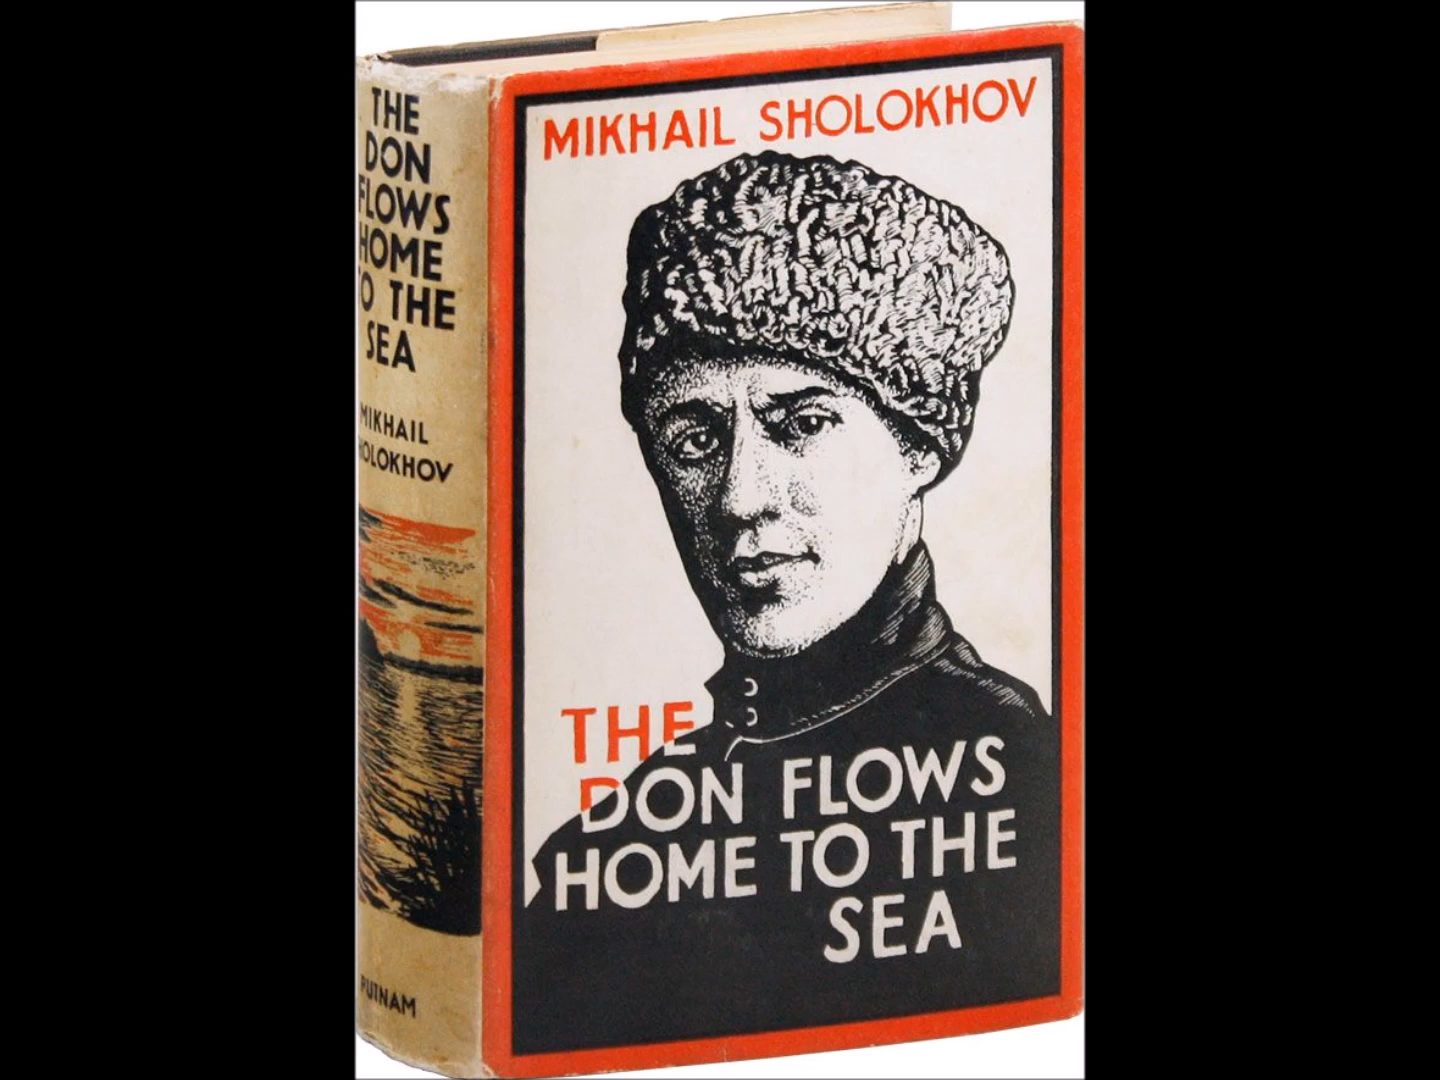 THE
DON
FLOWS
HOME
TO THE
SEA
MIKHAIL
SHOLOKHOV
PUTNAM
MIKHAIL SHOLOKHOV
THE
DON FLOWS
HOME TO THE
SEA